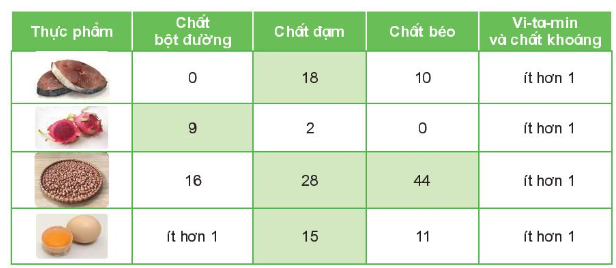 Thực phẩm
Chất
bột đường
Chất đạm
Chất béo
Vi-ta-min
và chất khoáng
0
18
10
ít hơn 1
9
2
0
ít hơn 1
16
28
44
ít hơn 1
ít hơn 1
15
11
ít hơn 1